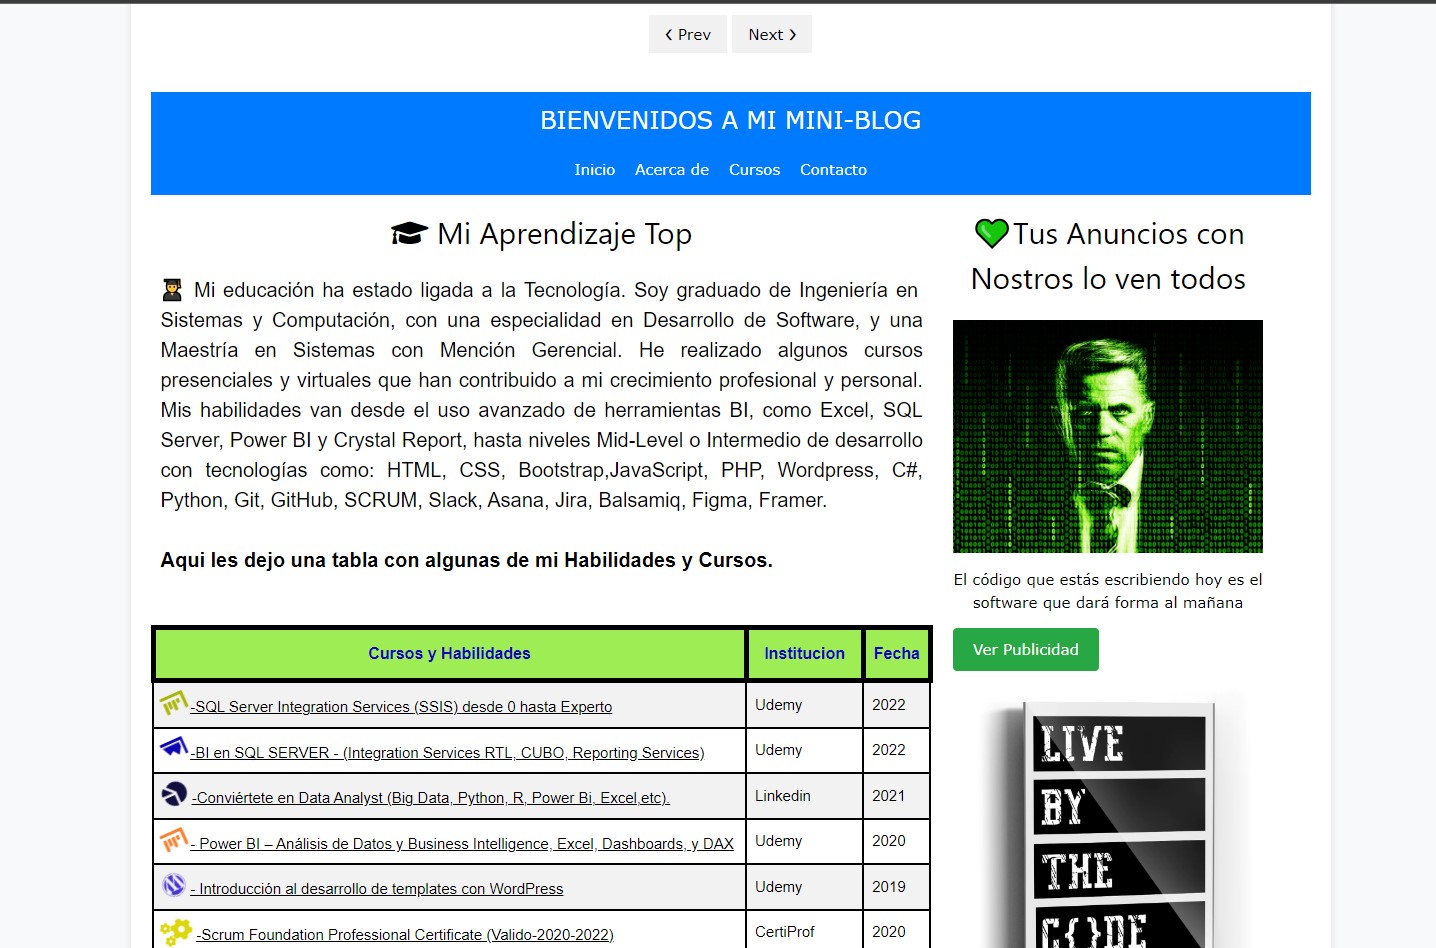 ‹ Prev
Next ›
BIENVENIDOS A MI MINI-BLOG
Inicio Acerca de Cursos Contacto
Mi Aprendizaje Top
Mi educación ha estado ligada a la Tecnología. Soy graduado de Ingeniería en
Sistemas y Computación, con una especialidad en Desarrollo de Software, y una
Maestría en Sistemas con Mención Gerencial. He realizado algunos cursos
presenciales y virtuales que han contribuido a mi crecimiento profesional y personal.
Mis habilidades van desde el uso avanzado de herramientas BI, como Excel, SQL
Server, Power BI y Crystal Report, hasta niveles Mid-Level o Intermedio de desarrollo
con tecnologías como: HTML, CSS, Bootstrap,JavaScript, PHP, Wordpress, C#,
Python, Git, GitHub, SCRUM, Slack, Asana, Jira, Balsamiq, Figma, Framer.
Aqui les dejo una tabla con algunas de mi Habilidades y Cursos.
Cursos y Habilidades Institucion Fecha
-SQL Server Integration Services (SSIS) desde 0 hasta Experto Udemy 2022
-BI en SQL SERVER - (Integration Services RTL, CUBO, Reporting Services) Udemy 2022
-Conviértete en Data Analyst (Big Data, Python, R, Power Bi, Excel,etc). Linkedin 2021
- Power BI – Análisis de Datos y Business Intelligence, Excel, Dashboards, y DAX Udemy 2020
- Introducción al desarrollo de templates con WordPress Udemy 2019
-Scrum Foundation Professional Certificate (Valido-2020-2022) CertiProf 2020
Tus Anuncios con
Nostros lo ven todos
El código que estás escribiendo hoy es el
software que dará forma al mañana
Ver Publicidad
LIVE
BY
THE
C{}DE